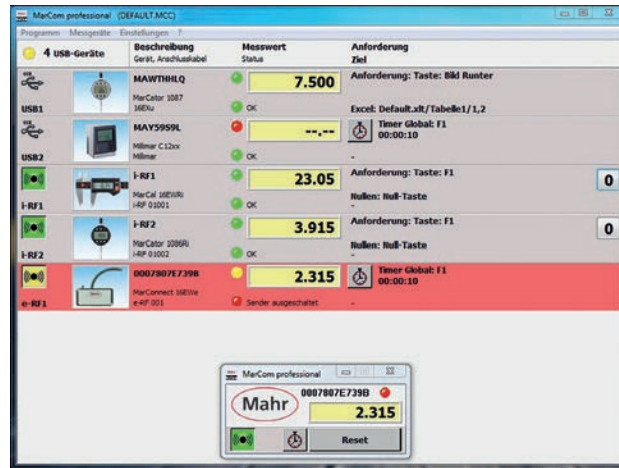 MarCom professional (DEFAULT.MCC)
Programm Messgeräte Einstellungen ?
4 USB-Geräte
Beschreibung
Gerät, Anschlusskabel
Messwert
Status
Anforderung
Ziel
USB1
MAWTHHLQ
MarCator 1087
16EXu
7.500
OK
Anforderung: Taste: Bild Runter
Excel: Default.xlt/Tabelle1/1,2
USB2
MAY59S9L
Millimar C12xx
Millimar
--.--
OK
Timer Global: F1
00:00:10
-
i-RF1
i-RF1
MarCal 16EWRi
i-RF 01001
23.05
OK
Anforderung: Taste: F1
Nullen: Null-Taste
-
0
i-RF2
i-RF2
MarCator 1086Ri
i-RF 01002
3.915
OK
Anforderung: Taste: F1
Nullen: Null-Taste
-
0
e-RF1
0007807E739B
MarConnect 16EWe
e-RF 001
2.315
Sender ausgeschaltet
Timer Global: F1
00:00:10
-
MarCom professional
Mahr
0007807E739B
2.315
Reset